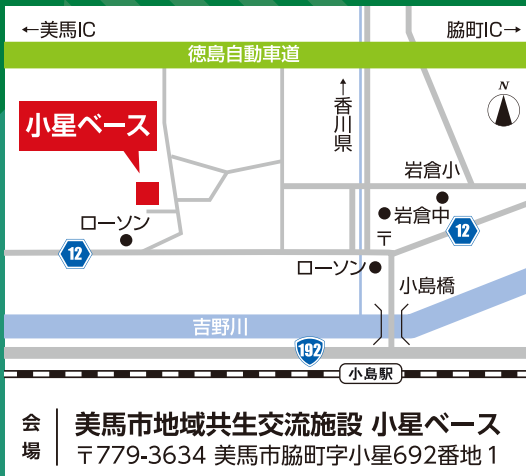 ←美馬IC
脇町IC→
徳島自動車道
N
小星ベース
←香川県
岩倉小
ローソン
岩倉中
〒
12
12
ローソン
小島橋
吉野川
192
小島駅
会場
美馬市地域共生交流施設 小星ベース
〒779-3634 美馬市脇町字小星692番地1